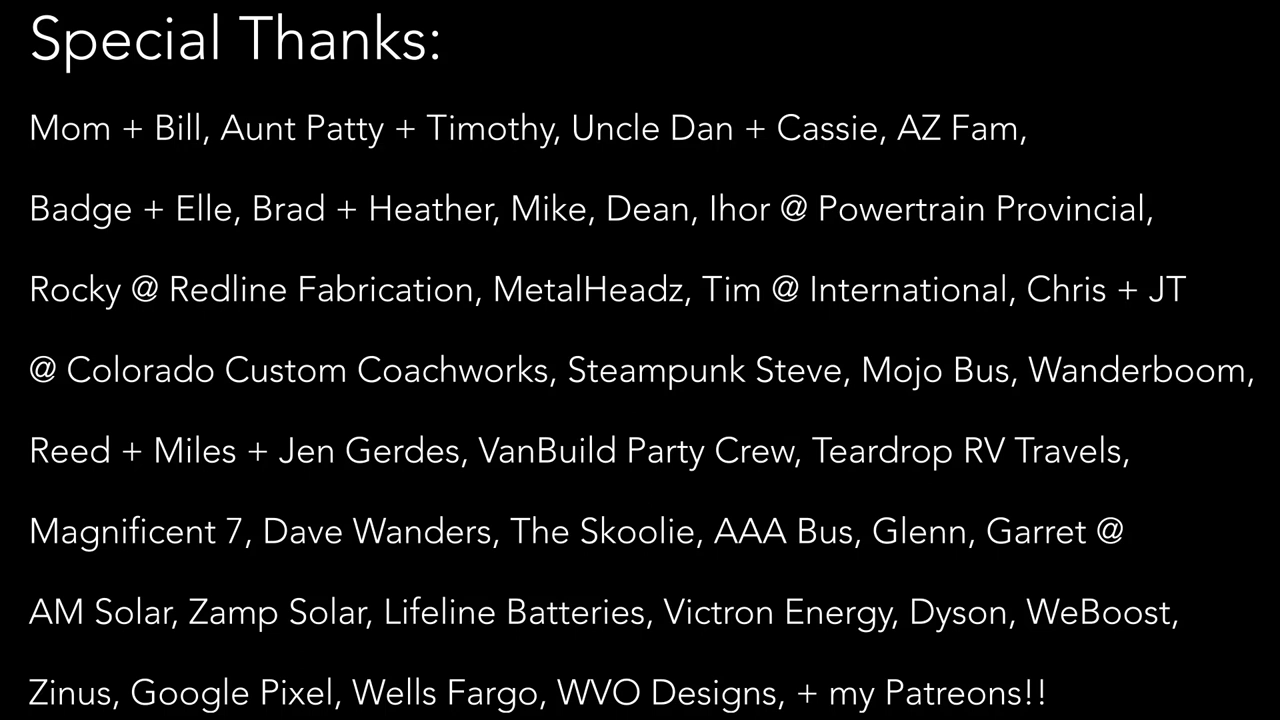 Special Thanks:
Mom + Bill, Aunt Patty + Timothy, Uncle Dan + Cassie, AZ Fam,
Badge + Elle, Brad + Heather, Mike, Dean, Ihor @ Powertrain Provincial,
Rocky @ Redline Fabrication, MetalHeadz, Tim @ International, Chris + JT
@ Colorado Custom Coachworks, Steampunk Steve, Mojo Bus, Wanderboom,
Reed + Miles + Jen Gerdes, VanBuild Party Crew, Teardrop RV Travels,
Magnificent 7, Dave Wanders, The Skoolie, AAA Bus, Glenn, Garret @
AM Solar, Zamp Solar, Lifeline Batteries, Victron Energy, Dyson, WeBoost,
Zinus, Google Pixel, Wells Fargo, WVO Designs, + my Patreons!!